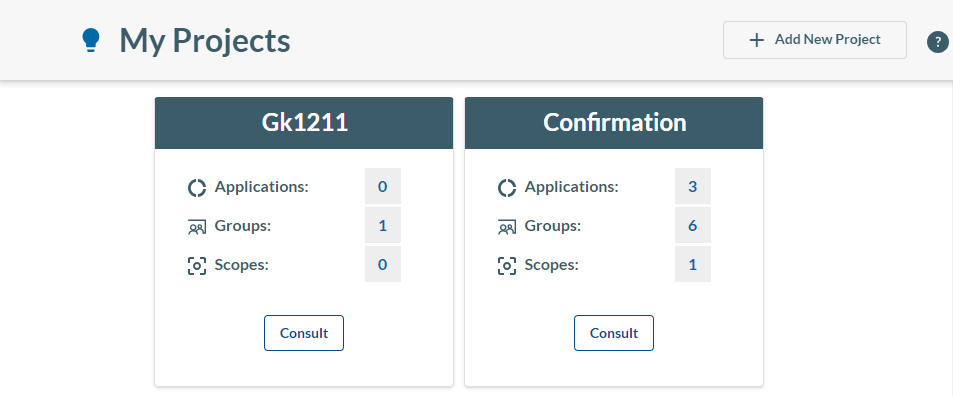 My Projects
+ Add New Project
?
Gk1211
Applications: 0
Groups: 1
Scopes: 0
Consult
Confirmation
Applications: 3
Groups: 6
Scopes: 1
Consult